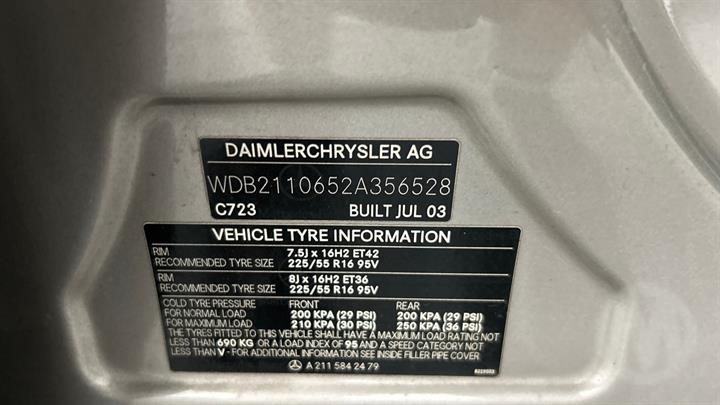 DAIMLERCHRYSLER AG
WDB2110652A356528
C723 BUILT JUL 03
VEHICLE TYRE INFORMATION
RIM 7.5J x 16H2 ET42
RECOMMENDED TYRE SIZE 225/55 R16 95V
RIM 8J x 16H2 ET36
RECOMMENDED TYRE SIZE 225/55 R16 95V
COLD TYRE PRESSURE FRONT REAR
FOR NORMAL LOAD 200 KPA (29 PSI) 200 KPA (29 PSI)
FOR MAXIMUM LOAD 210 KPA (30 PSI) 250 KPA (36 PSI)
THE TYRES FITTED TO THIS VEHICLE SHALL HAVE A MAXIMUM LOAD RATING NOT
LESS THAN 690 KG OR A LOAD INDEX OF 95 AND A SPEED CATEGORY NOT
LESS THAN V - FOR ADDITIONAL INFORMATION SEE INSIDE FILLER PIPE COVER
A 211 584 24 79